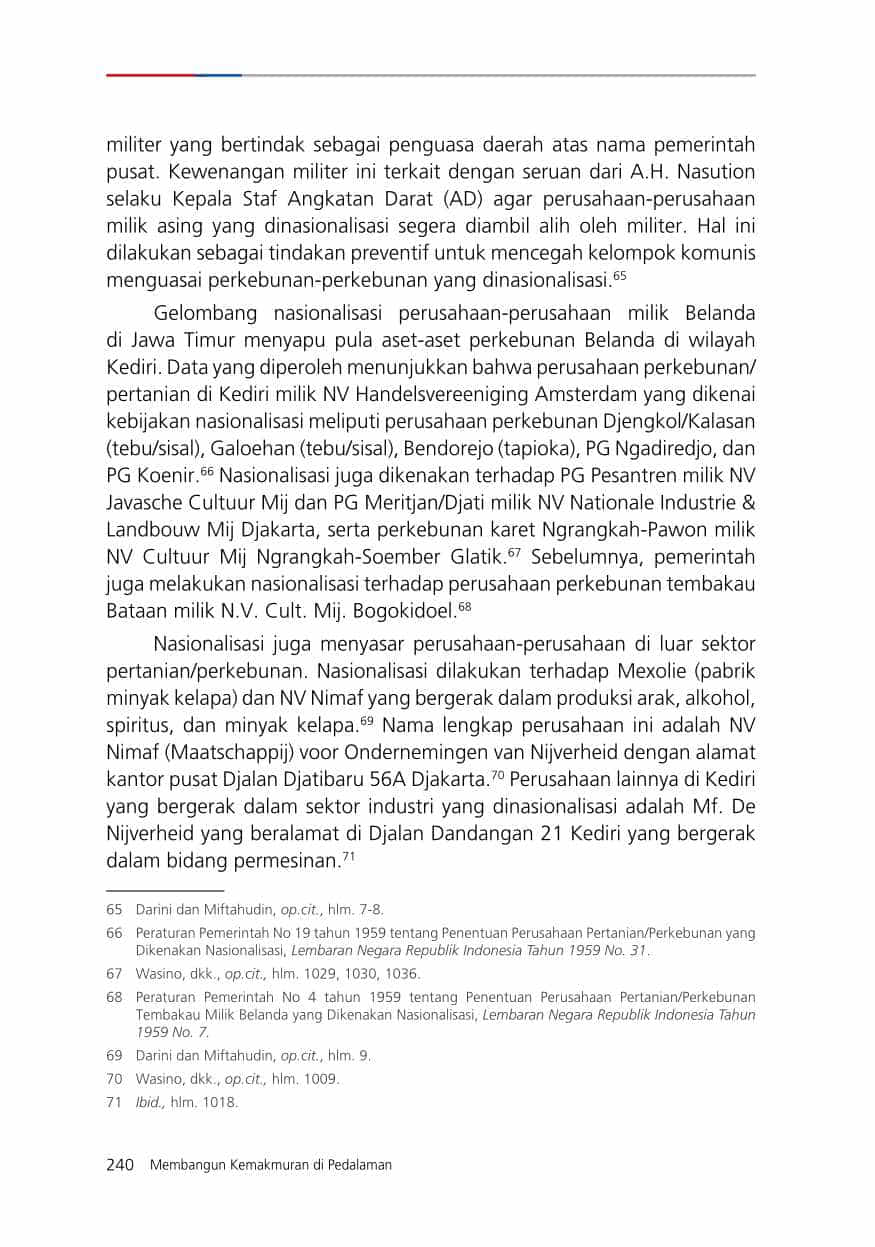 militer yang bertindak sebagai penguasa daerah atas nama pemerintah
pusat. Kewenangan militer ini terkait dengan seruan dari A.H. Nasution
selaku Kepala Staf Angkatan Darat (AD) agar perusahaan-perusahaan
milik asing yang dinasionalisasi segera diambil alih oleh militer. Hal ini
dilakukan sebagai tindakan preventif untuk mencegah kelompok komunis
menguasai perkebunan-perkebunan yang dinasionalisasi.65
Gelombang nasionalisasi perusahaan-perusahaan milik Belanda
di Jawa Timur menyapu pula aset-aset perkebunan Belanda di wilayah
Kediri. Data yang diperoleh menunjukkan bahwa perusahaan perkebunan/
pertanian di Kediri milik NV Handelsvereeniging Amsterdam yang dikenai
kebijakan nasionalisasi meliputi perusahaan perkebunan Djengkol/Kalasan
(tebu/sisal), Galoehan (tebu/sisal), Bendorejo (tapioka), PG Ngadiredjo, dan
PG Koenir.66 Nasionalisasi juga dikenakan terhadap PG Pesantren milik NV
Javasche Cultuur Mij dan PG Meritjan/Djati milik NV Nationale Industrie &
Landbouw Mij Djakarta, serta perkebunan karet Ngrangkah-Pawon milik
NV Cultuur Mij Ngrangkah-Soember Glatik.67 Sebelumnya, pemerintah
juga melakukan nasionalisasi terhadap perusahaan perkebunan tembakau
Bataan milik N.V. Cult. Mij. Bogokidoel.68
Nasionalisasi juga menyasar perusahaan-perusahaan di luar sektor
pertanian/perkebunan. Nasionalisasi dilakukan terhadap Mexolie (pabrik
minyak kelapa) dan NV Nimaf yang bergerak dalam produksi arak, alkohol,
spiritus, dan minyak kelapa.69 Nama lengkap perusahaan ini adalah NV
Nimaf (Maatschappij) voor Ondernemingen van Nijverheid dengan alamat
kantor pusat Djalan Djatibaru 56A Djakarta.70 Perusahaan lainnya di Kediri
yang bergerak dalam sektor industri yang dinasionalisasi adalah Mf. De
Nijverheid yang beralamat di Djalan Dandangan 21 Kediri yang bergerak
dalam bidang permesinan.71
65 Darini dan Miftahudin, op.cit., hlm. 7-8.
66 Peraturan Pemerintah No 19 tahun 1959 tentang Penentuan Perusahaan Pertanian/Perkebunan yang
Dikenakan Nasionalisasi, Lembaran Negara Republik Indonesia Tahun 1959 No. 31.
67 Wasino, dkk., op.cit., hlm. 1029, 1030, 1036.
68 Peraturan Pemerintah No 4 tahun 1959 tentang Penentuan Perusahaan Pertanian/Perkebunan
Tembakau Milik Belanda yang Dikenakan Nasionalisasi, Lembaran Negara Republik Indonesia Tahun
1959 No. 7.
69 Darini dan Miftahudin, op.cit., hlm. 9.
70 Wasino, dkk., op.cit., hlm. 1009.
71 Ibid., hlm. 1018.
240 Membangun Kemakmuran di Pedalaman